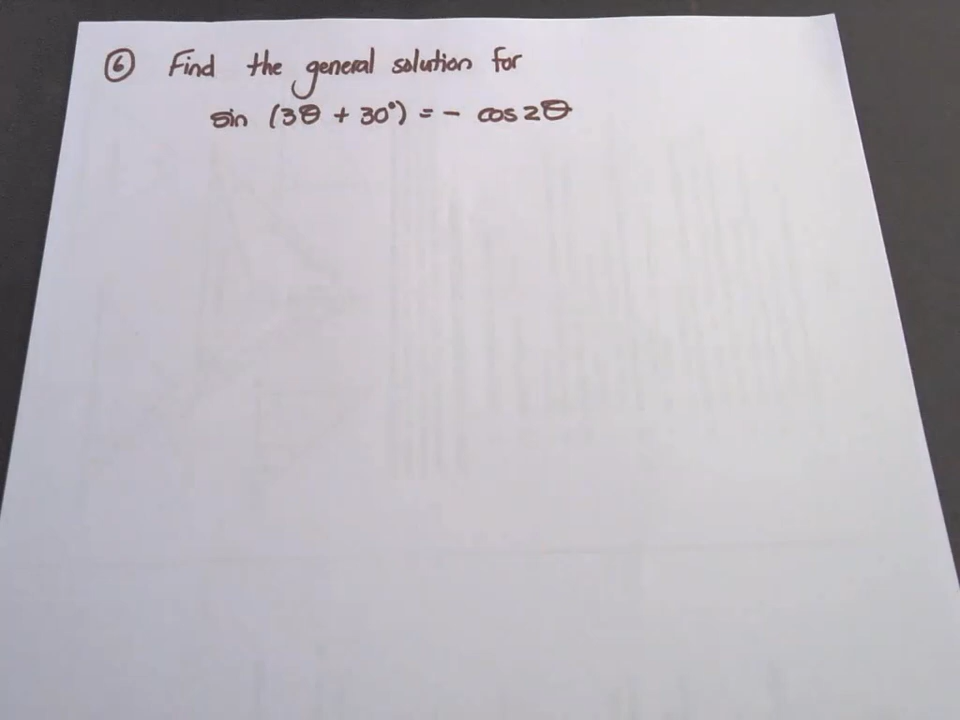 ⑥ Find the general solution for
sin (3θ + 30°) = - cos 2θ